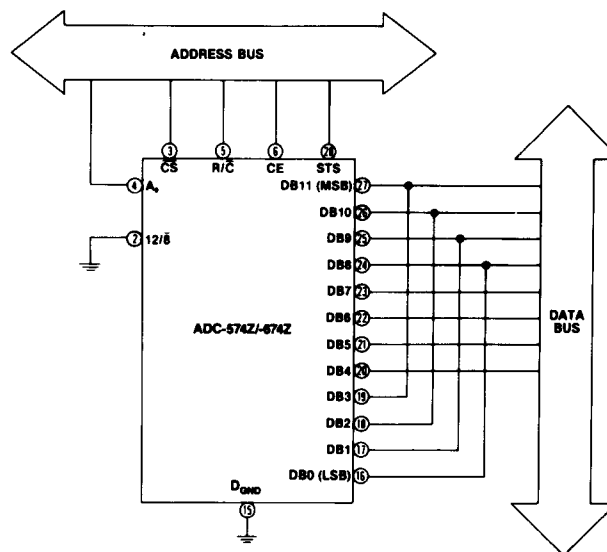 ADDRESS BUS
3 5 6
C̅S̅ R/C̅ CE STS
4 A₀
2 12/8̅
DB11 (MSB) 27
DB10 26
DB9 25
DB8 24
DB7 23
DB6 22
DB5 21
DB4 20
DB3 19
DB2 18
DB1 17
DB0 (LSB) 16
ADC-574Z/-674Z
DATA
BUS
DGND
15